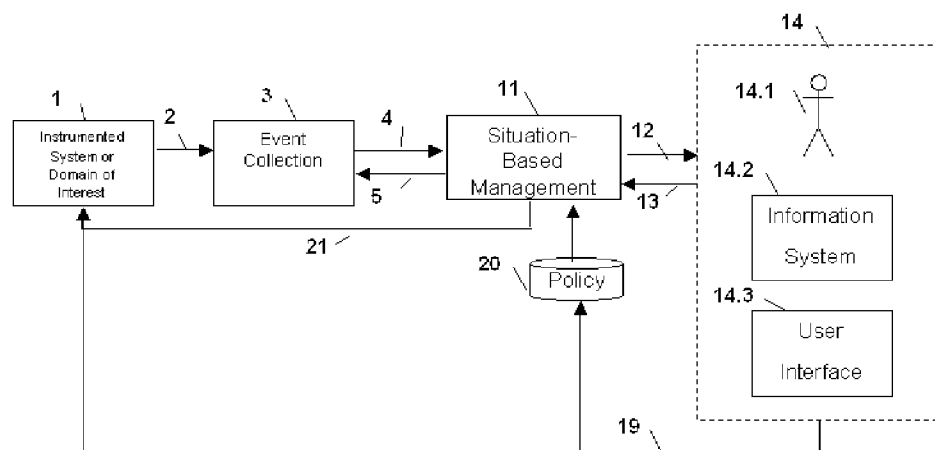 14
1
3
11
2
4
12
14.1
Instrumented
System or
Domain of
Interest
Event
Collection
Situation-
Based
Management
5
13
14.2
Information
System
21
20
Policy
14.3
User
Interface
19